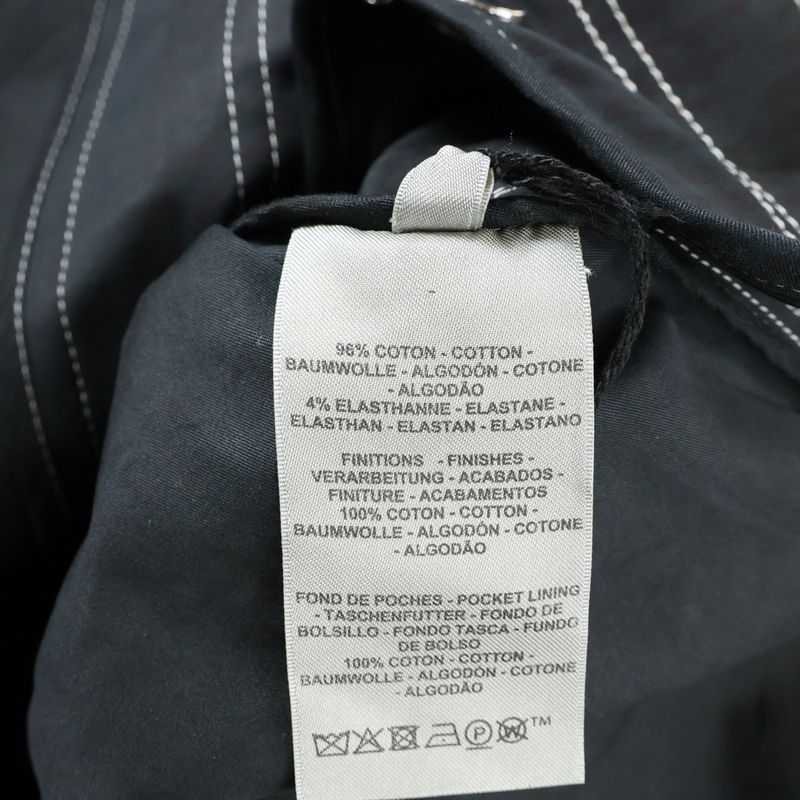 96% COTON - COTTON -
BAUMWOLLE - ALGODÓN - COTONE
- ALGODÃO
4% ELASTHANNE - ELASTANE -
ELASTHAN - ELASTAN - ELASTANO
FINITIONS - FINISHES -
VERARBEITUNG - ACABADOS -
FINITURE - ACABAMENTOS
100% COTON - COTTON -
BAUMWOLLE - ALGODÓN - COTONE
- ALGODÃO
FOND DE POCHES - POCKET LINING
- TASCHENFUTTER - FONDO DE
BOLSILLO - FONDO TASCA - FUNDO
DE BOLSO
100% COTON - COTTON -
BAUMWOLLE - ALGODÓN - COTONE
- ALGODÃO
P W TM